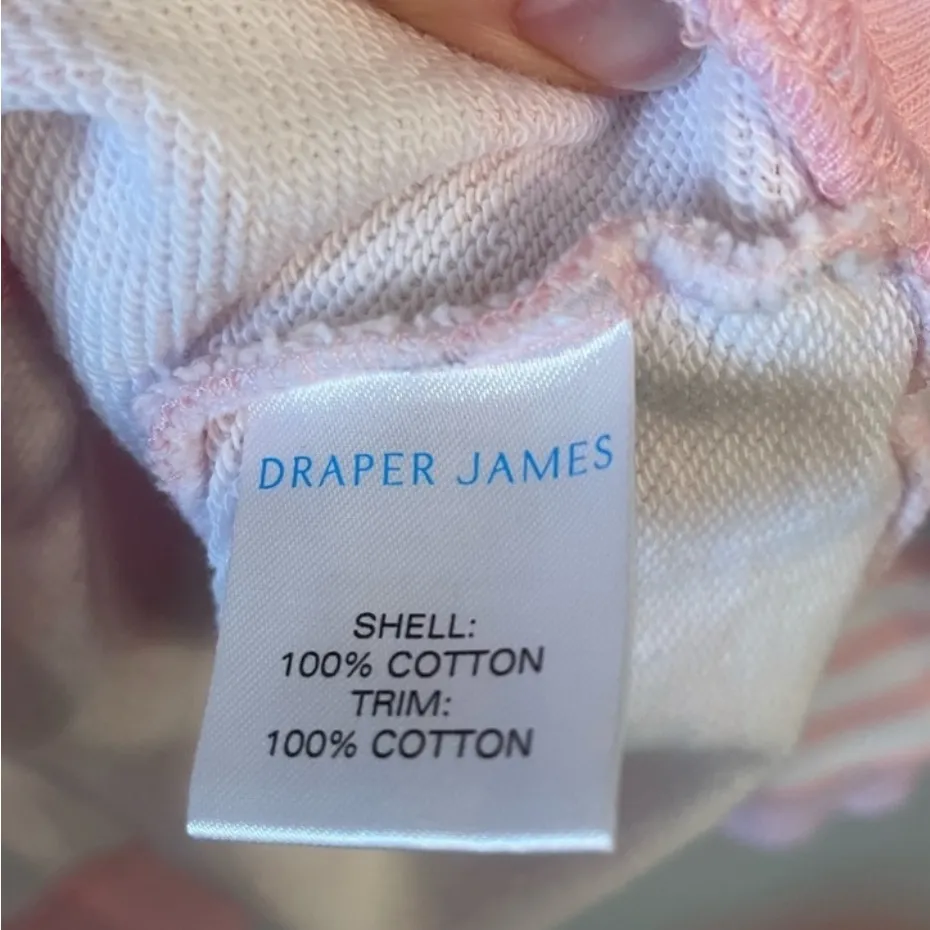 DRAPER JAMES
SHELL:
100% COTTON
TRIM:
100% COTTON